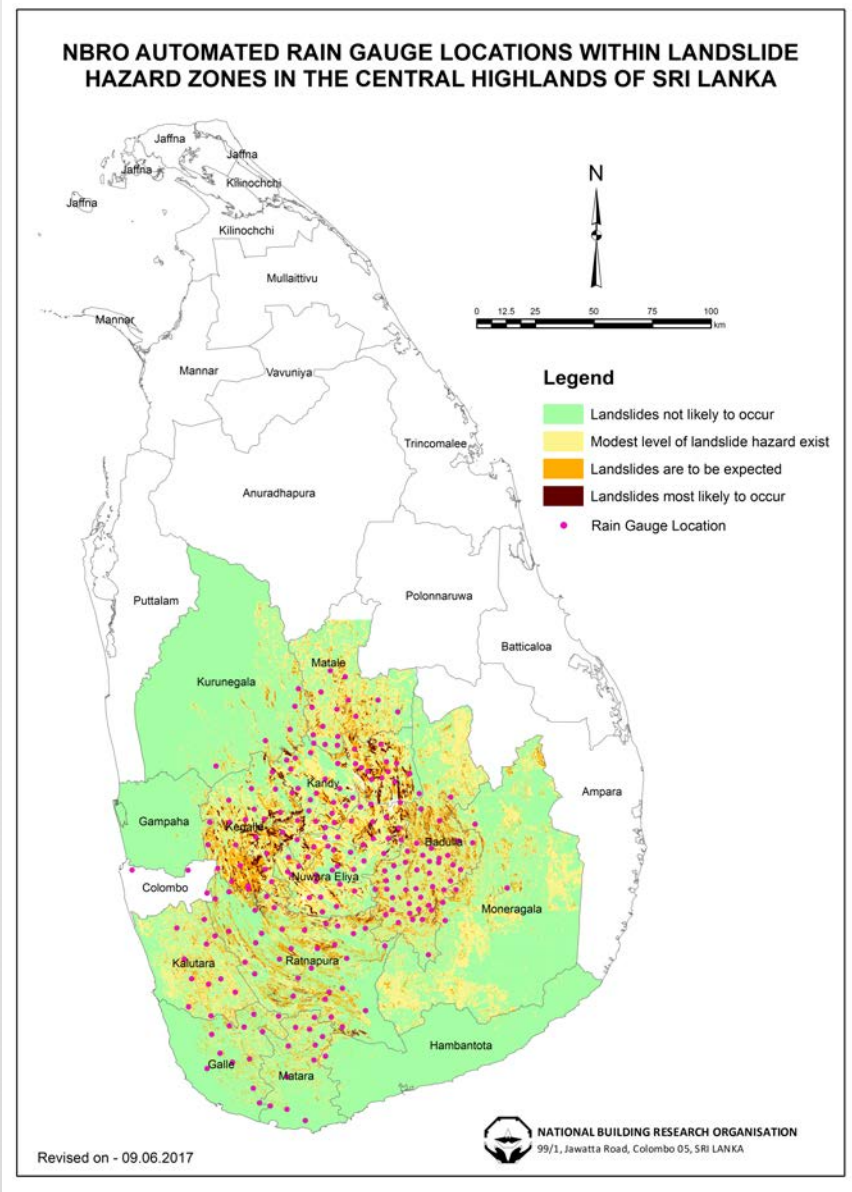 NBRO AUTOMATED RAIN GAUGE LOCATIONS WITHIN LANDSLIDE
HAZARD ZONES IN THE CENTRAL HIGHLANDS OF SRI LANKA
Jaffna
Jaffna
Jaffna
Kilinochchi
Jaffna
N
Kilinochchi
Mullaittivu
0 12.5 25 50 75 100
km
Mannar
Mannar
Vavuniya
Legend
Landslides not likely to occur
Modest level of landslide hazard exist
Landslides are to be expected
Landslides most likely to occur
Rain Gauge Location
Trincomalee
Anuradhapura
Puttalam
Polonnaruwa
Batticaloa
Matale
Kurunegala
Kandy
Ampara
Gampaha
Kegalle
Badulla
Nuwara Eliya
Colombo
Moneragala
Kalutara
Ratnapura
Hambantota
Galle
Matara
NATIONAL BUILDING RESEARCH ORGANISATION
99/1, Jawatta Road, Colombo 05, SRI LANKA
Revised on - 09.06.2017